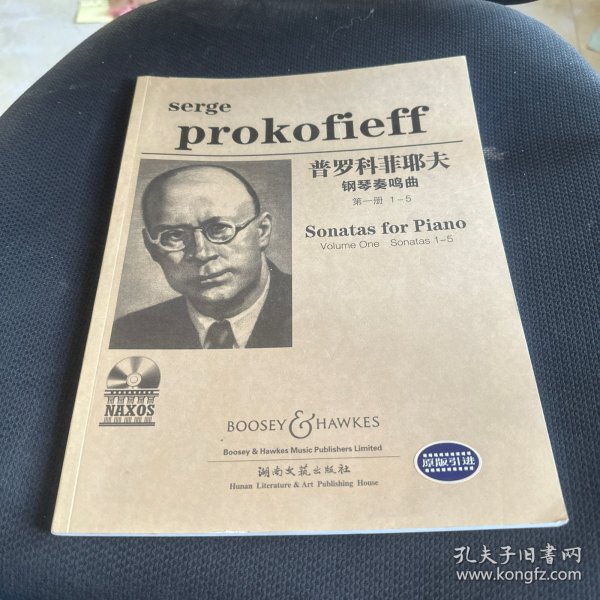 serge
prokofieff
普罗科菲耶夫
钢琴奏鸣曲
第一册 1-5
Sonatas for Piano
Volume One Sonatas 1-5
NAXOS
BOOSEY & HAWKES
Boosey & Hawkes Music Publishers Limited
湖南文艺出版社
Hunan Literature & Art Publishing House
原版引进
孔夫子旧书网
www.kongfz.com